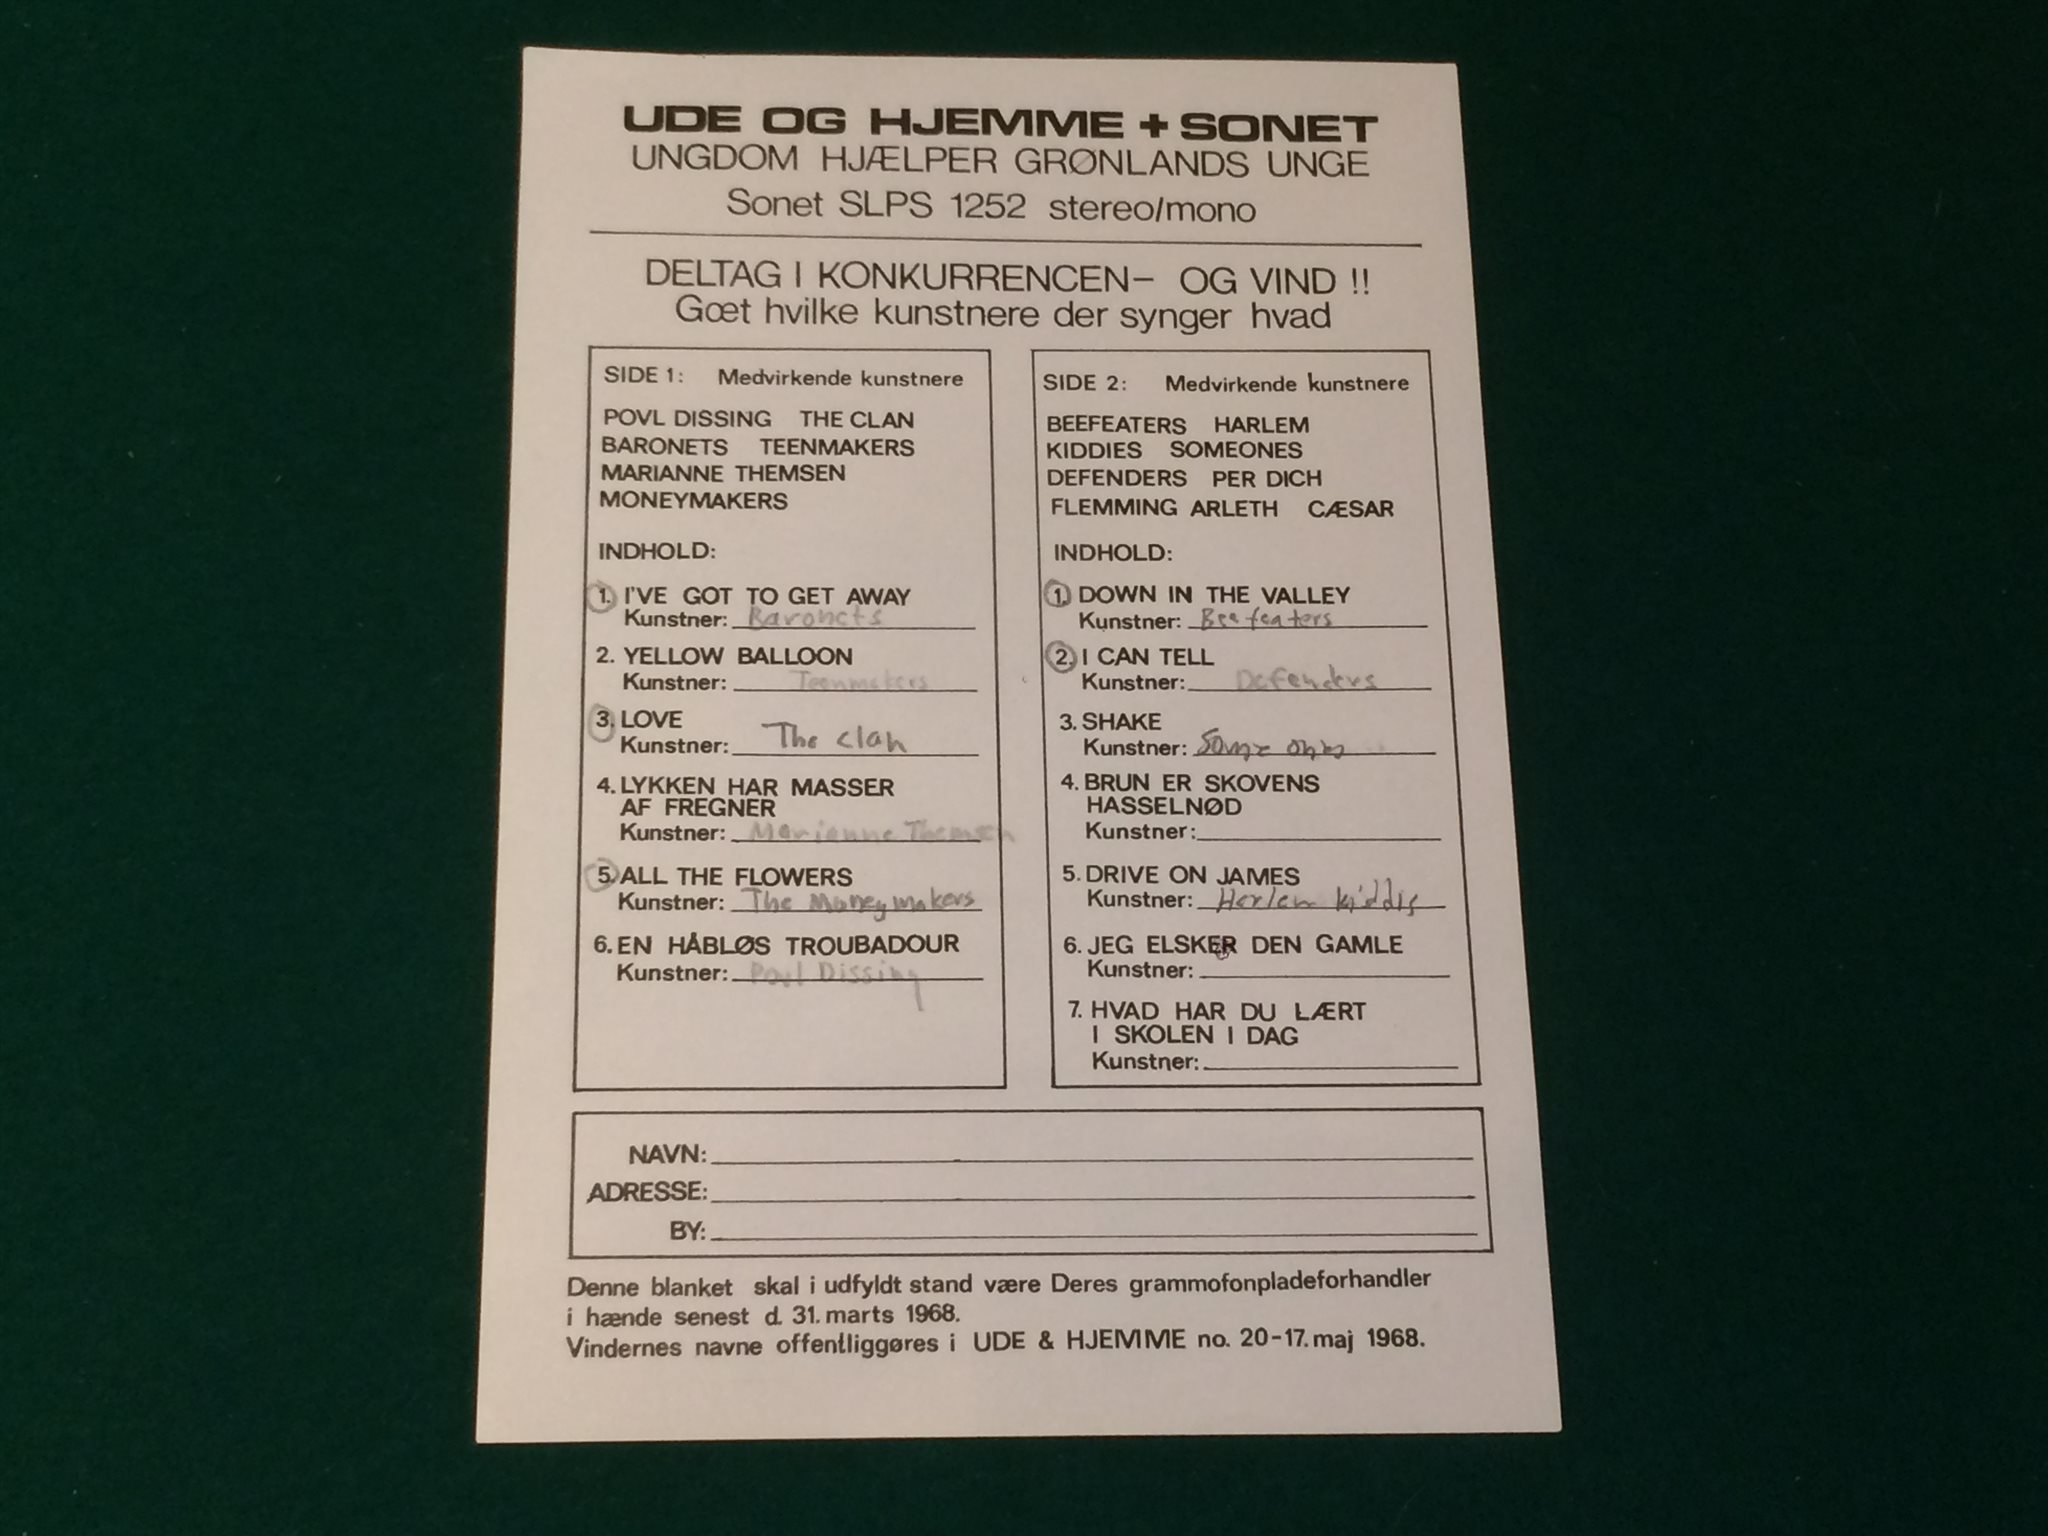 UDE OG HJEMME + SONET
UNGDOM HJÆLPER GRØNLANDS UNGE
Sonet SLPS 1252 stereo/mono
DELTAG I KONKURRENCEN– OG VIND !!
Gæt hvilke kunstnere der synger hvad
SIDE 1: Medvirkende kunstnere
POVL DISSING THE CLAN
BARONETS TEENMAKERS
MARIANNE THEMSEN
MONEYMAKERS
INDHOLD:
1. I'VE GOT TO GET AWAY
Kunstner: Baronets
2. YELLOW BALLOON
Kunstner: Teenmakers
3. LOVE
Kunstner: The clan
4. LYKKEN HAR MASSER
AF FREGNER
Kunstner: Marianne Themsen
5. ALL THE FLOWERS
Kunstner: The Moneymakers
6. EN HÅBLØS TROUBADOUR
Kunstner: Povl Dissing
SIDE 2: Medvirkende kunstnere
BEEFEATERS HARLEM
KIDDIES SOMEONES
DEFENDERS PER DICH
FLEMMING ARLETH CÆSAR
INDHOLD:
1. DOWN IN THE VALLEY
Kunstner: Beefeaters
2. I CAN TELL
Kunstner: Defenders
3. SHAKE
Kunstner: Some ones
4. BRUN ER SKOVENS
HASSELNØD
Kunstner:
5. DRIVE ON JAMES
Kunstner: Harlem kiddis
6. JEG ELSKER DEN GAMLE
Kunstner:
7. HVAD HAR DU LÆRT
I SKOLEN I DAG
Kunstner:
NAVN:
ADRESSE:
BY:
Denne blanket skal i udfyldt stand være Deres grammofonpladeforhandler
i hænde senest d. 31. marts 1968.
Vindernes navne offentliggøres i UDE & HJEMME no. 20-17. maj 1968.